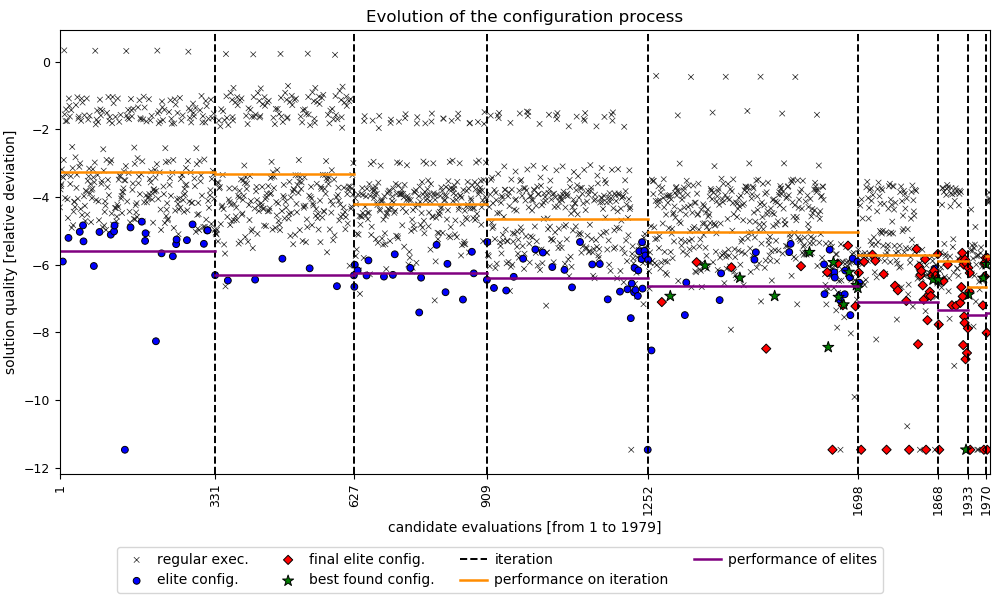 Evolution of the configuration process
solution quality [relative deviation]
0
−2
−4
−6
−8
−10
−12
1
331
627
909
1252
1698
1868
1933
1970
candidate evaluations [from 1 to 1979]
regular exec.
elite config.
final elite config.
best found config.
iteration
performance on iteration
performance of elites